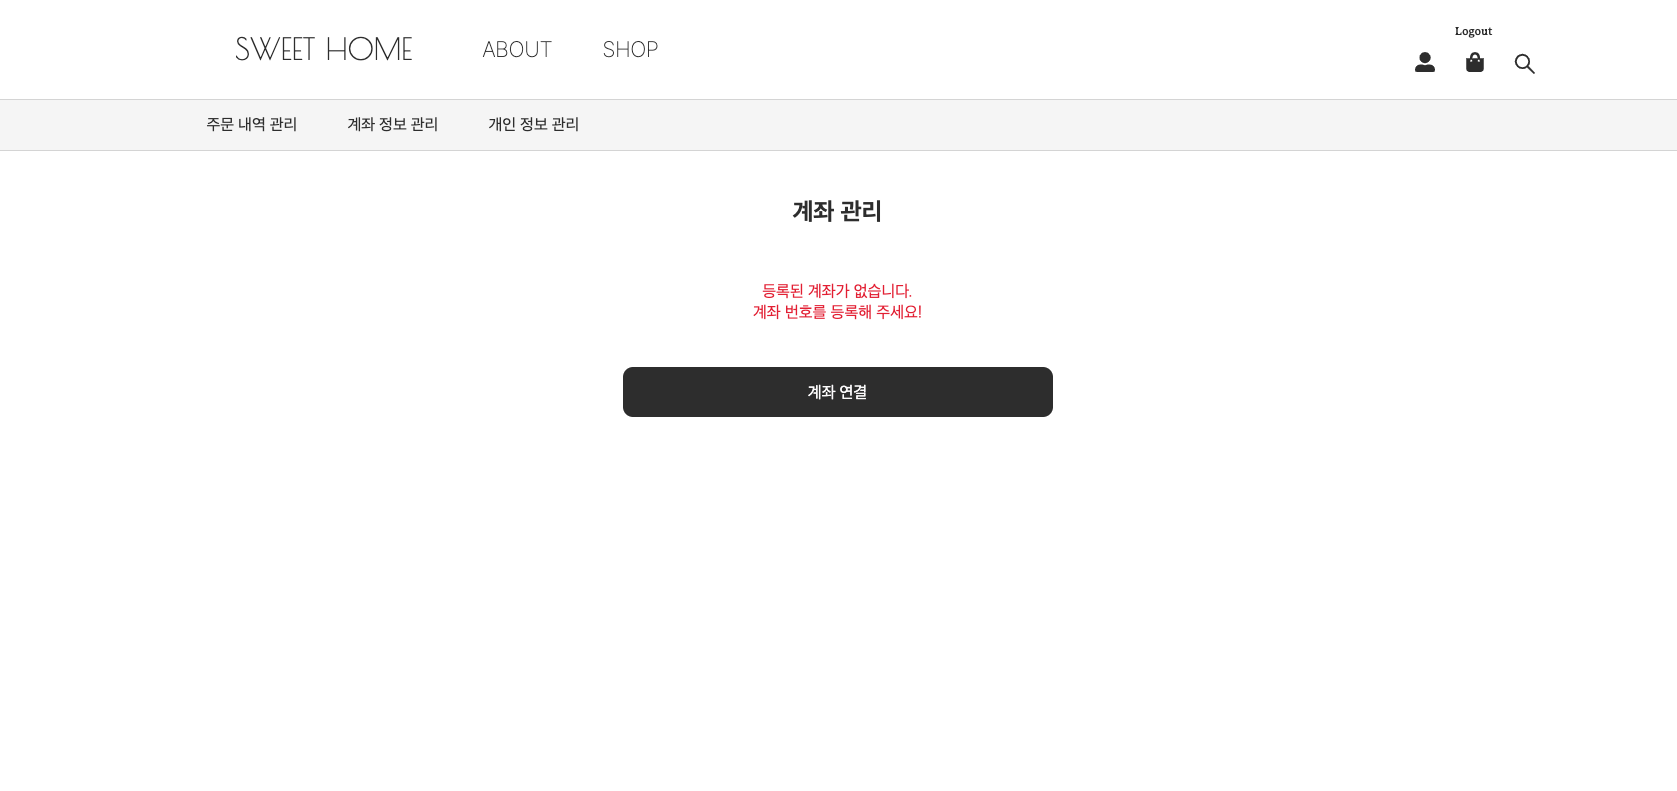 SWEET HOME
ABOUT
SHOP
Logout
주문 내역 관리
계좌 정보 관리
개인 정보 관리
계좌 관리
등록된 계좌가 없습니다.
계좌 번호를 등록해 주세요!
계좌 연결